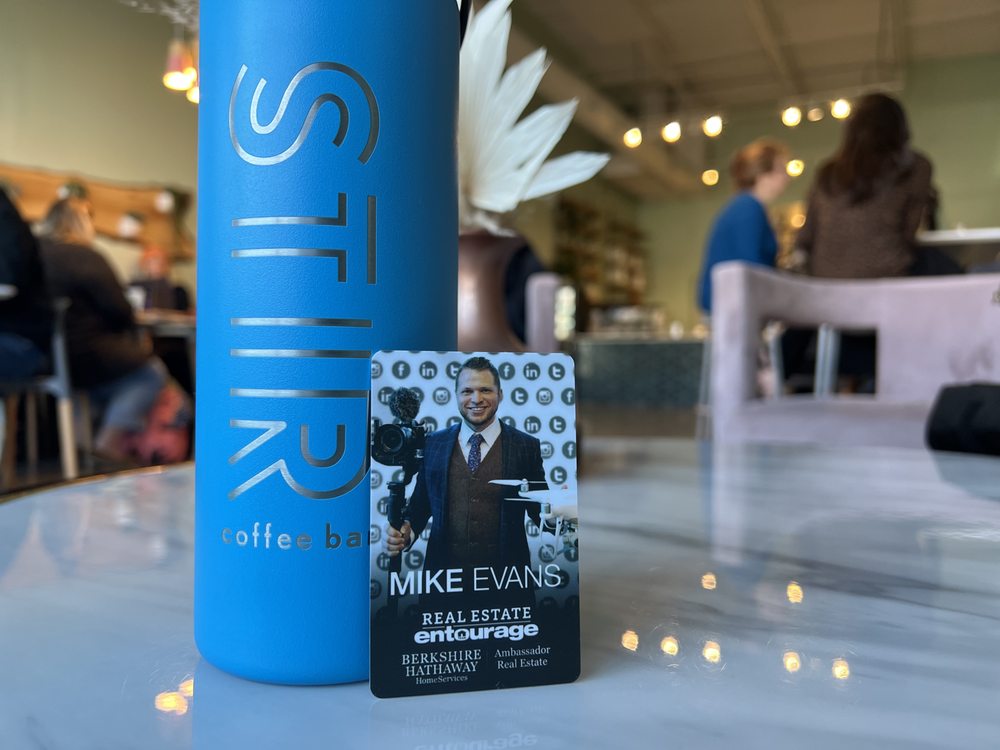 STIR
coffee ba
MIKE EVANS
REAL ESTATE
entourage
BERKSHIRE
HATHAWAY
HomeServices
Ambassador
Real Estate